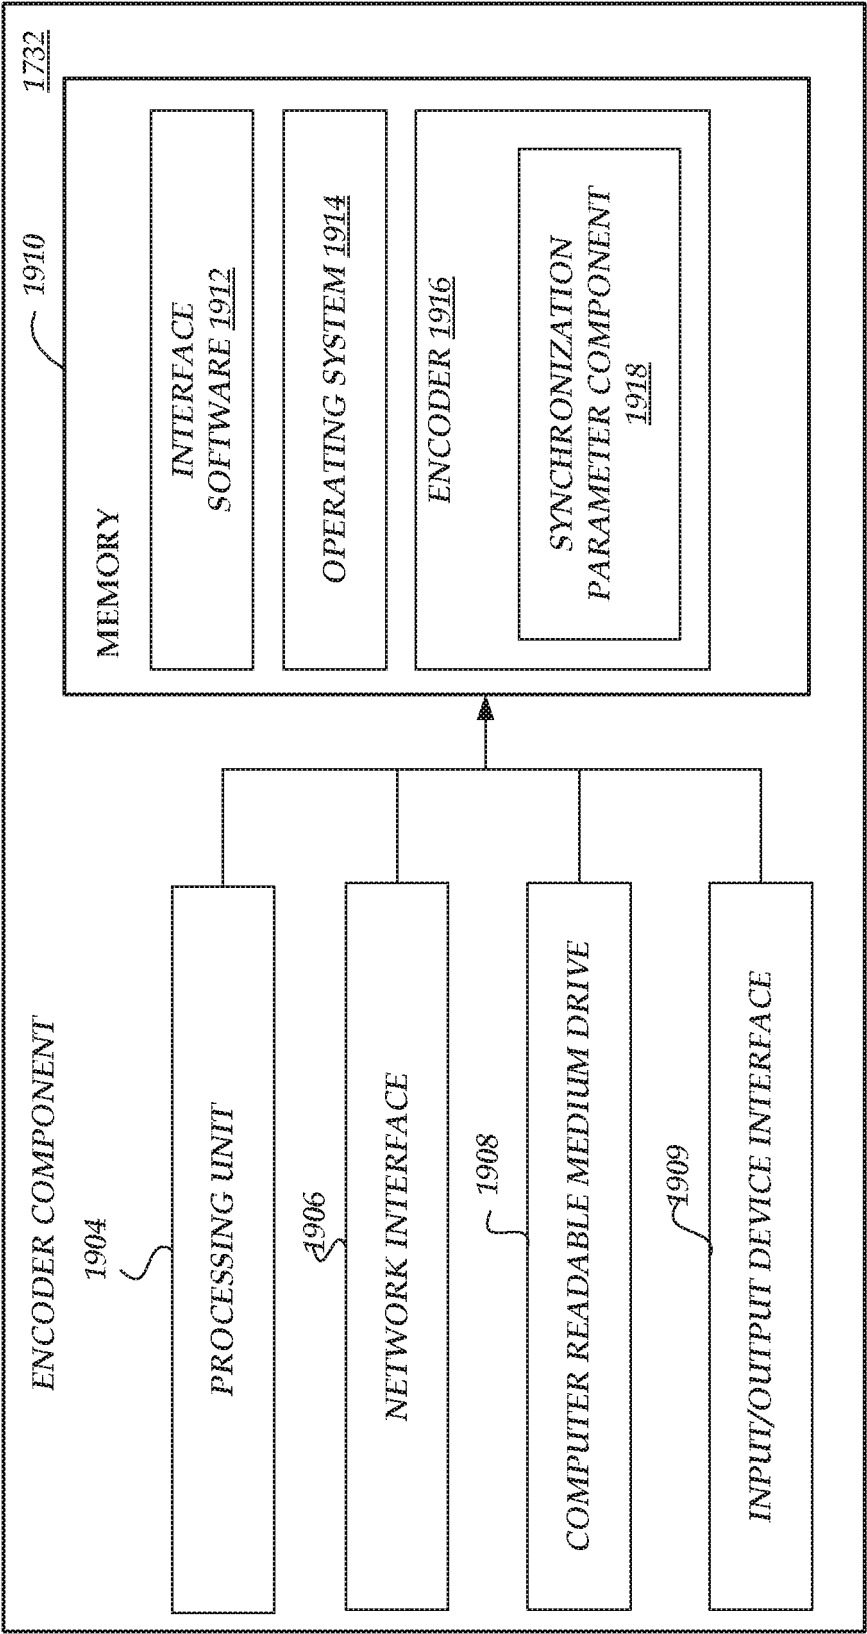 ENCODER COMPONENT
1732
1904
PROCESSING UNIT
1906
NETWORK INTERFACE
1908
COMPUTER READABLE MEDIUM DRIVE
1909
INPUT/OUTPUT DEVICE INTERFACE
1910
MEMORY
INTERFACE
SOFTWARE 1912
OPERATING SYSTEM 1914
ENCODER 1916
SYNCHRONIZATION
PARAMETER COMPONENT
1918